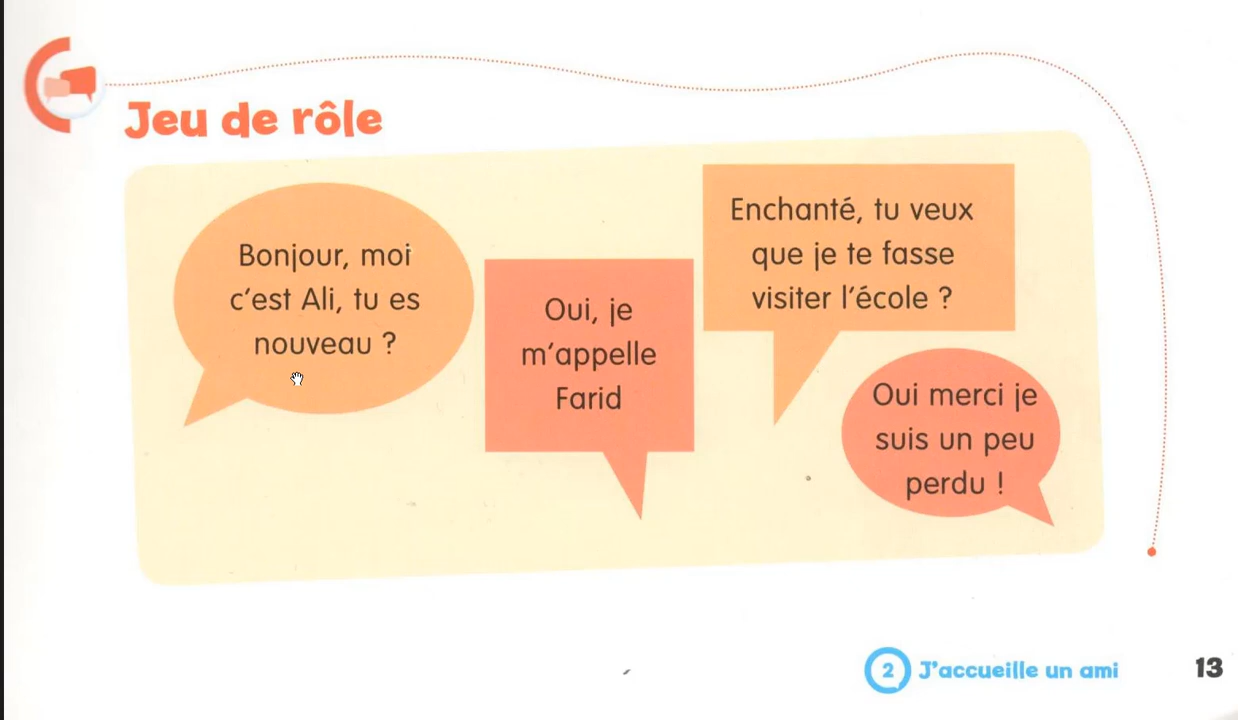 Jeu de rôle
Bonjour, moi
c'est Ali, tu es
nouveau ?
Oui, je
m'appelle
Farid
Enchanté, tu veux
que je te fasse
visiter l'école ?
Oui merci je
suis un peu
perdu !
2 J'accueille un ami
13